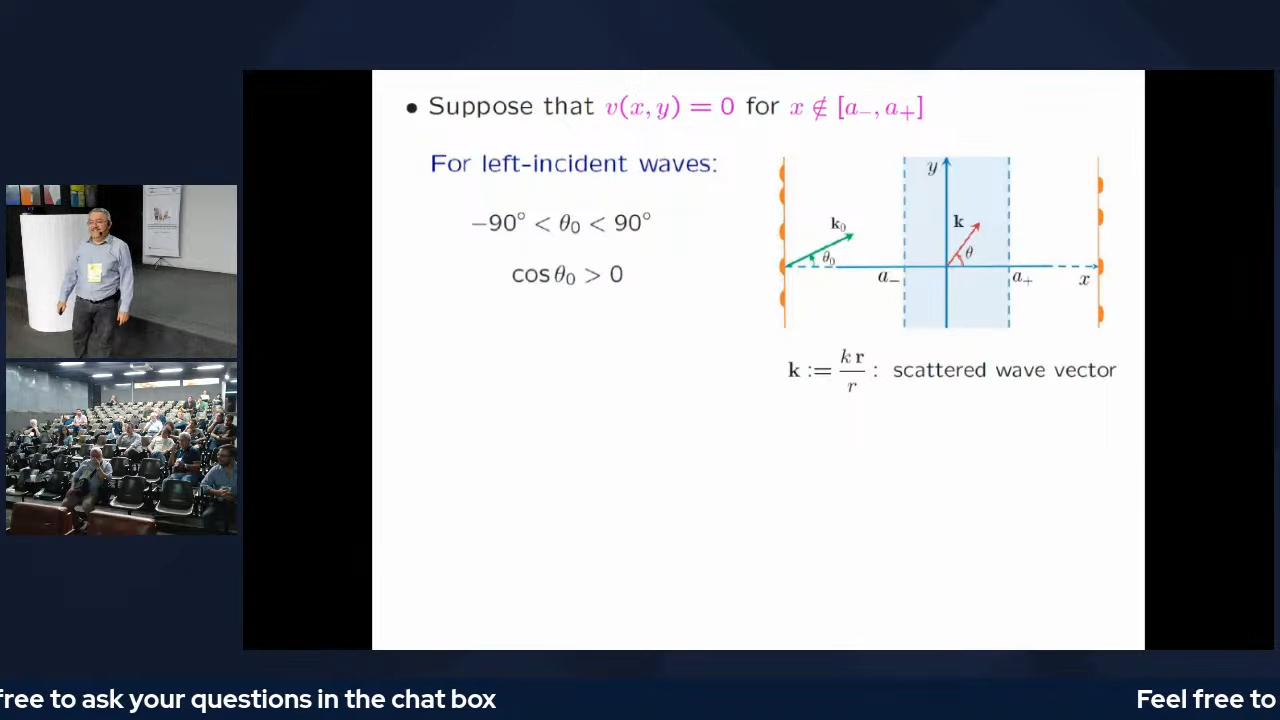 • Suppose that v(x, y) = 0 for x ∉ [a₋, a₊]
For left-incident waves:
−90° < θ₀ < 90°
cos θ₀ > 0
y
k₀
θ₀
k
θ
a₋
a₊
x
k := k r / r : scattered wave vector
free to ask your questions in the chat box
Feel free to